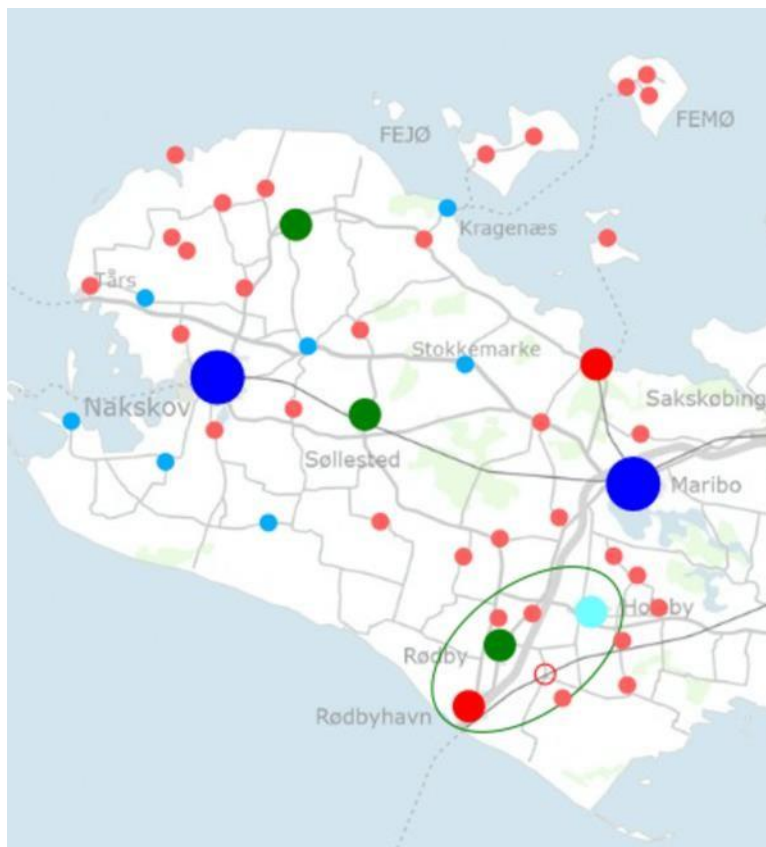 FEJØ
FEMØ
Kragenæs
Tårs
Stokkemarke
Sakskøbing
Nakskov
Søllested
Maribo
Holeby
Rødby
Rødbyhavn